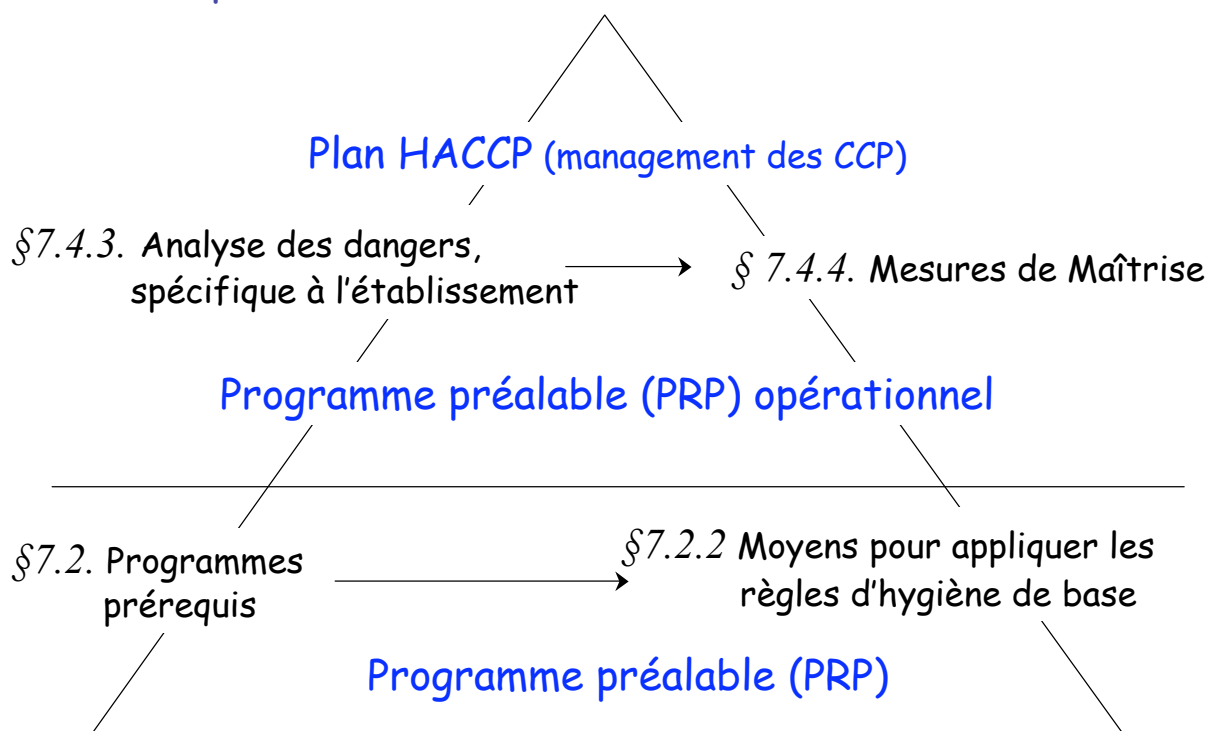 Plan HACCP (management des CCP)
§7.4.3. Analyse des dangers,
spécifique à l'établissement
§ 7.4.4. Mesures de Maîtrise
Programme préalable (PRP) opérationnel
§7.2. Programmes
prérequis
§7.2.2 Moyens pour appliquer les
règles d'hygiène de base
Programme préalable (PRP)